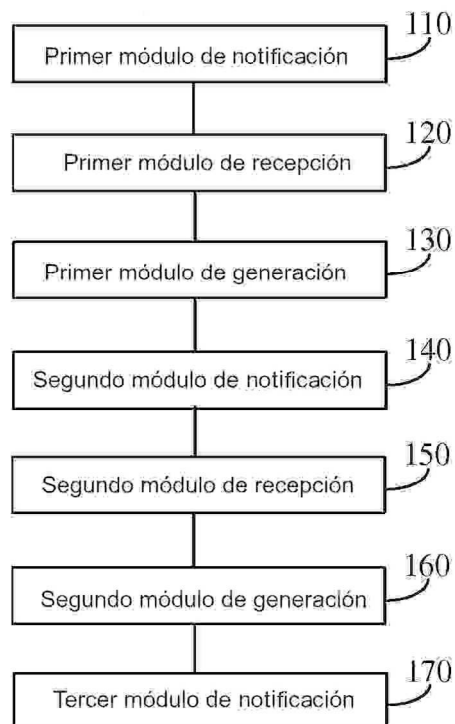 110
Primer módulo de notificación
120
Primer módulo de recepción
130
Primer módulo de generación
140
Segundo módulo de notificación
150
Segundo módulo de recepción
160
Segundo módulo de generación
170
Tercer módulo de notificación